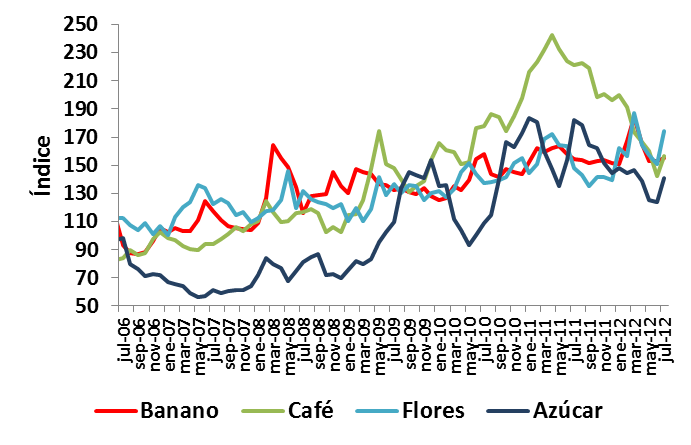 Índice
250
230
210
190
170
150
130
110
90
70
50
jul-06
sep-06
nov-06
ene-07
mar-07
may-07
jul-07
sep-07
nov-07
ene-08
mar-08
may-08
jul-08
sep-08
nov-08
ene-09
mar-09
may-09
jul-09
sep-09
nov-09
ene-10
mar-10
may-10
jul-10
sep-10
nov-10
ene-11
mar-11
may-11
jul-11
sep-11
nov-11
ene-12
mar-12
may-12
jul-12
Banano Café Flores Azúcar